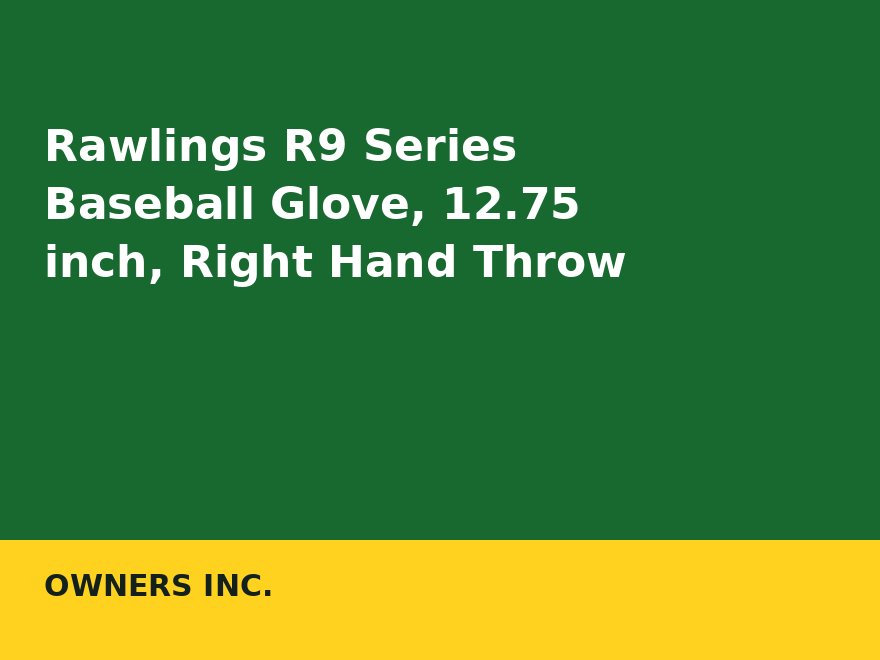 Rawlings R9 Series
Baseball Glove, 12.75
inch, Right Hand Throw
OWNERS INC.